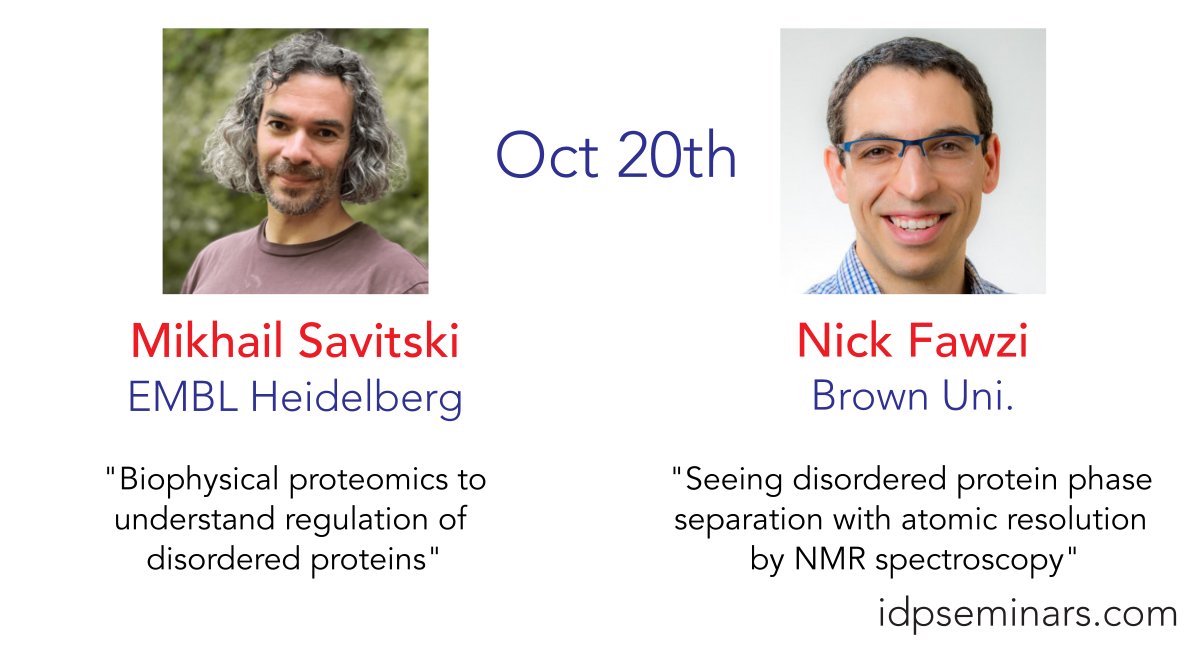 Oct 20th
Mikhail Savitski
EMBL Heidelberg
"Biophysical proteomics to
understand regulation of
disordered proteins"
Nick Fawzi
Brown Uni.
"Seeing disordered protein phase
separation with atomic resolution
by NMR spectroscopy"
idpseminars.com